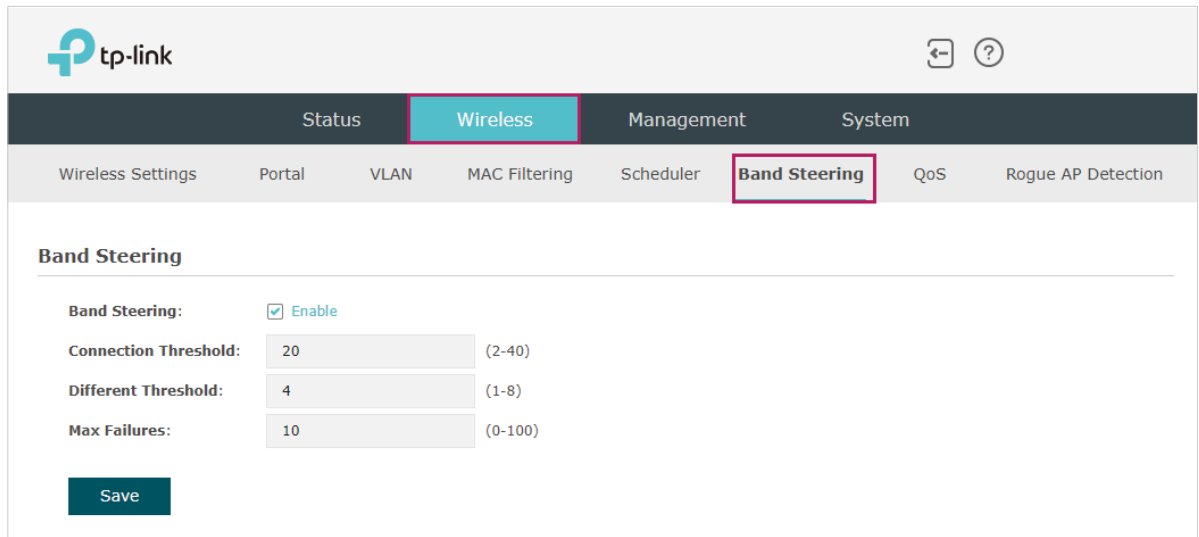 tp-link
?
Status Wireless Management System
Wireless Settings Portal VLAN MAC Filtering Scheduler Band Steering QoS Rogue AP Detection
Band Steering
Band Steering: Enable
Connection Threshold: 20 (2-40)
Different Threshold: 4 (1-8)
Max Failures: 10 (0-100)
Save